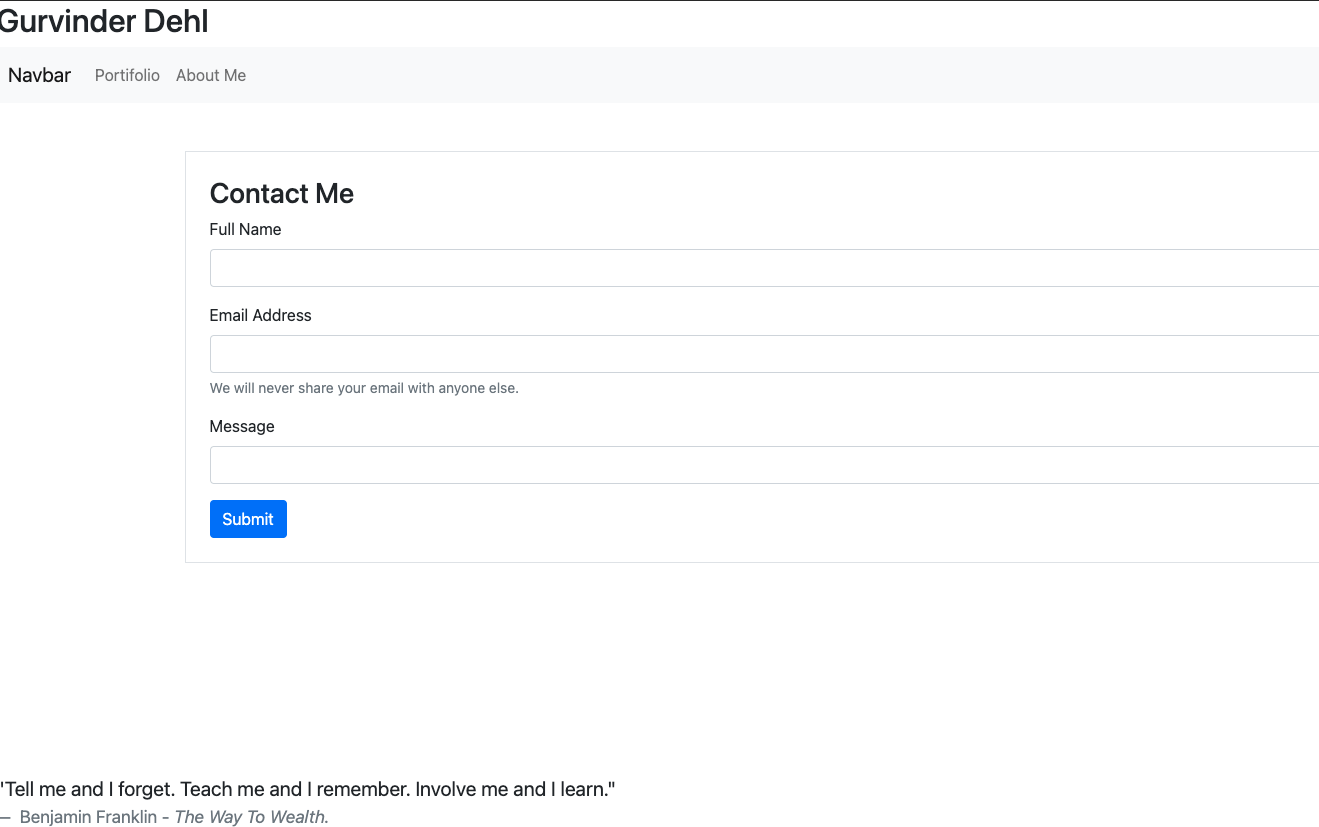 Gurvinder Dehl
Navbar Portifolio About Me
Contact Me
Full Name
Email Address
We will never share your email with anyone else.
Message
Submit
"Tell me and I forget. Teach me and I remember. Involve me and I learn."
— Benjamin Franklin - The Way To Wealth.